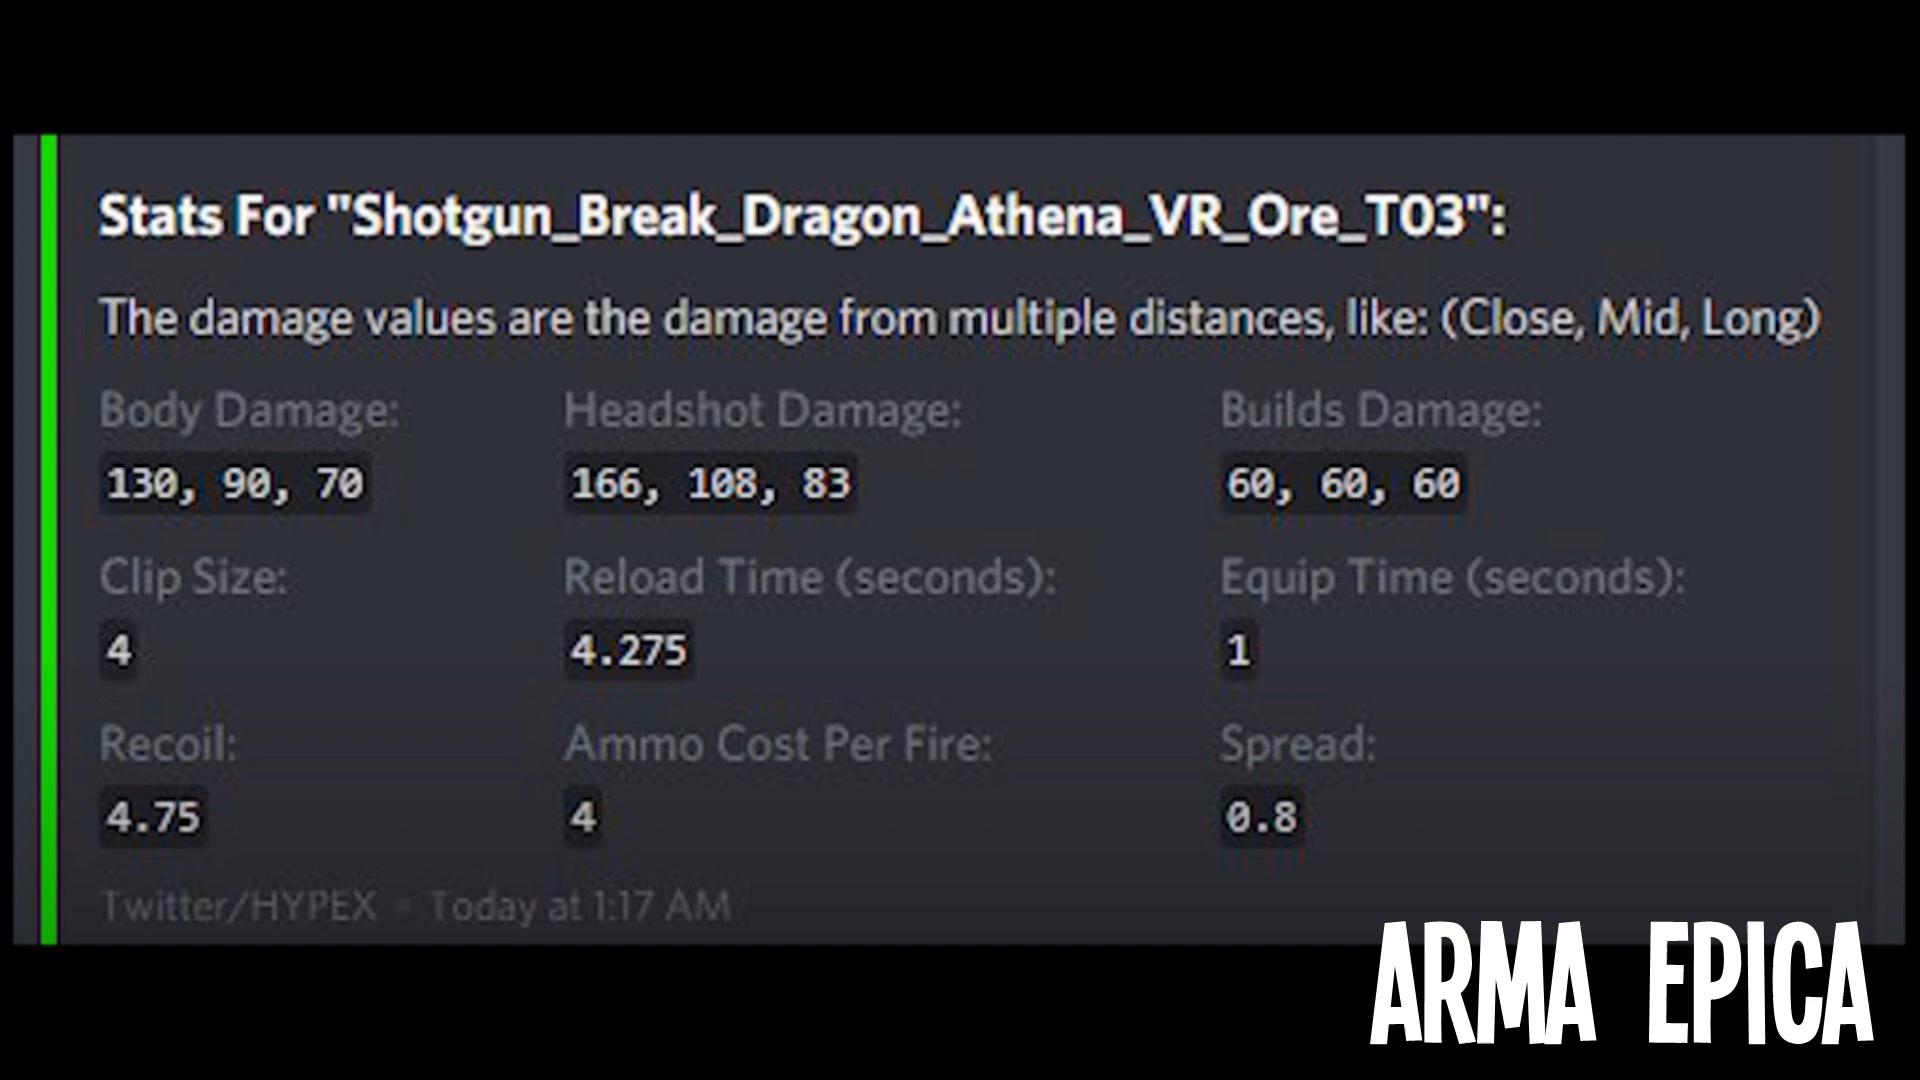 Stats For "Shotgun_Break_Dragon_Athena_VR_Ore_T03":
The damage values are the damage from multiple distances, like: (Close, Mid, Long)
Body Damage: Headshot Damage: Builds Damage:
130, 90, 70 166, 108, 83 60, 60, 60
Clip Size: Reload Time (seconds): Equip Time (seconds):
4 4.275 1
Recoil: Ammo Cost Per Fire: Spread:
4.75 4 0.8
Twitter/HYPEX • Today at 1:17 AM
ARMA EPICA